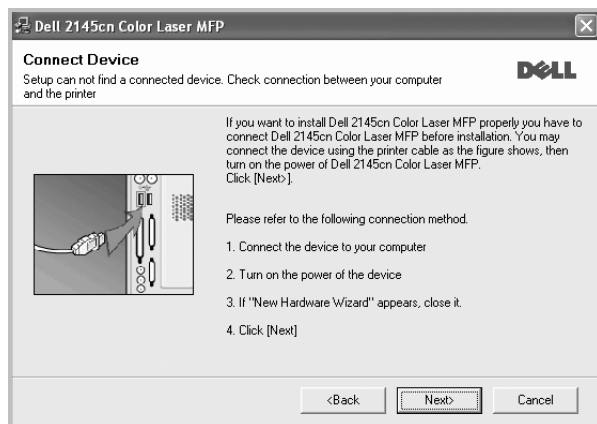 Dell 2145cn Color Laser MFP
Connect Device
Setup can not find a connected device. Check connection between your computer
and the printer
DELL
If you want to install Dell 2145cn Color Laser MFP properly you have to
connect Dell 2145cn Color Laser MFP before installation. You may
connect the device using the printer cable as the figure shows, then
turn on the power of Dell 2145cn Color Laser MFP.
Click [Next>].
Please refer to the following connection method.
1. Connect the device to your computer
2. Turn on the power of the device
3. If "New Hardware Wizard" appears, close it.
4. Click [Next]
<Back
Next>
Cancel